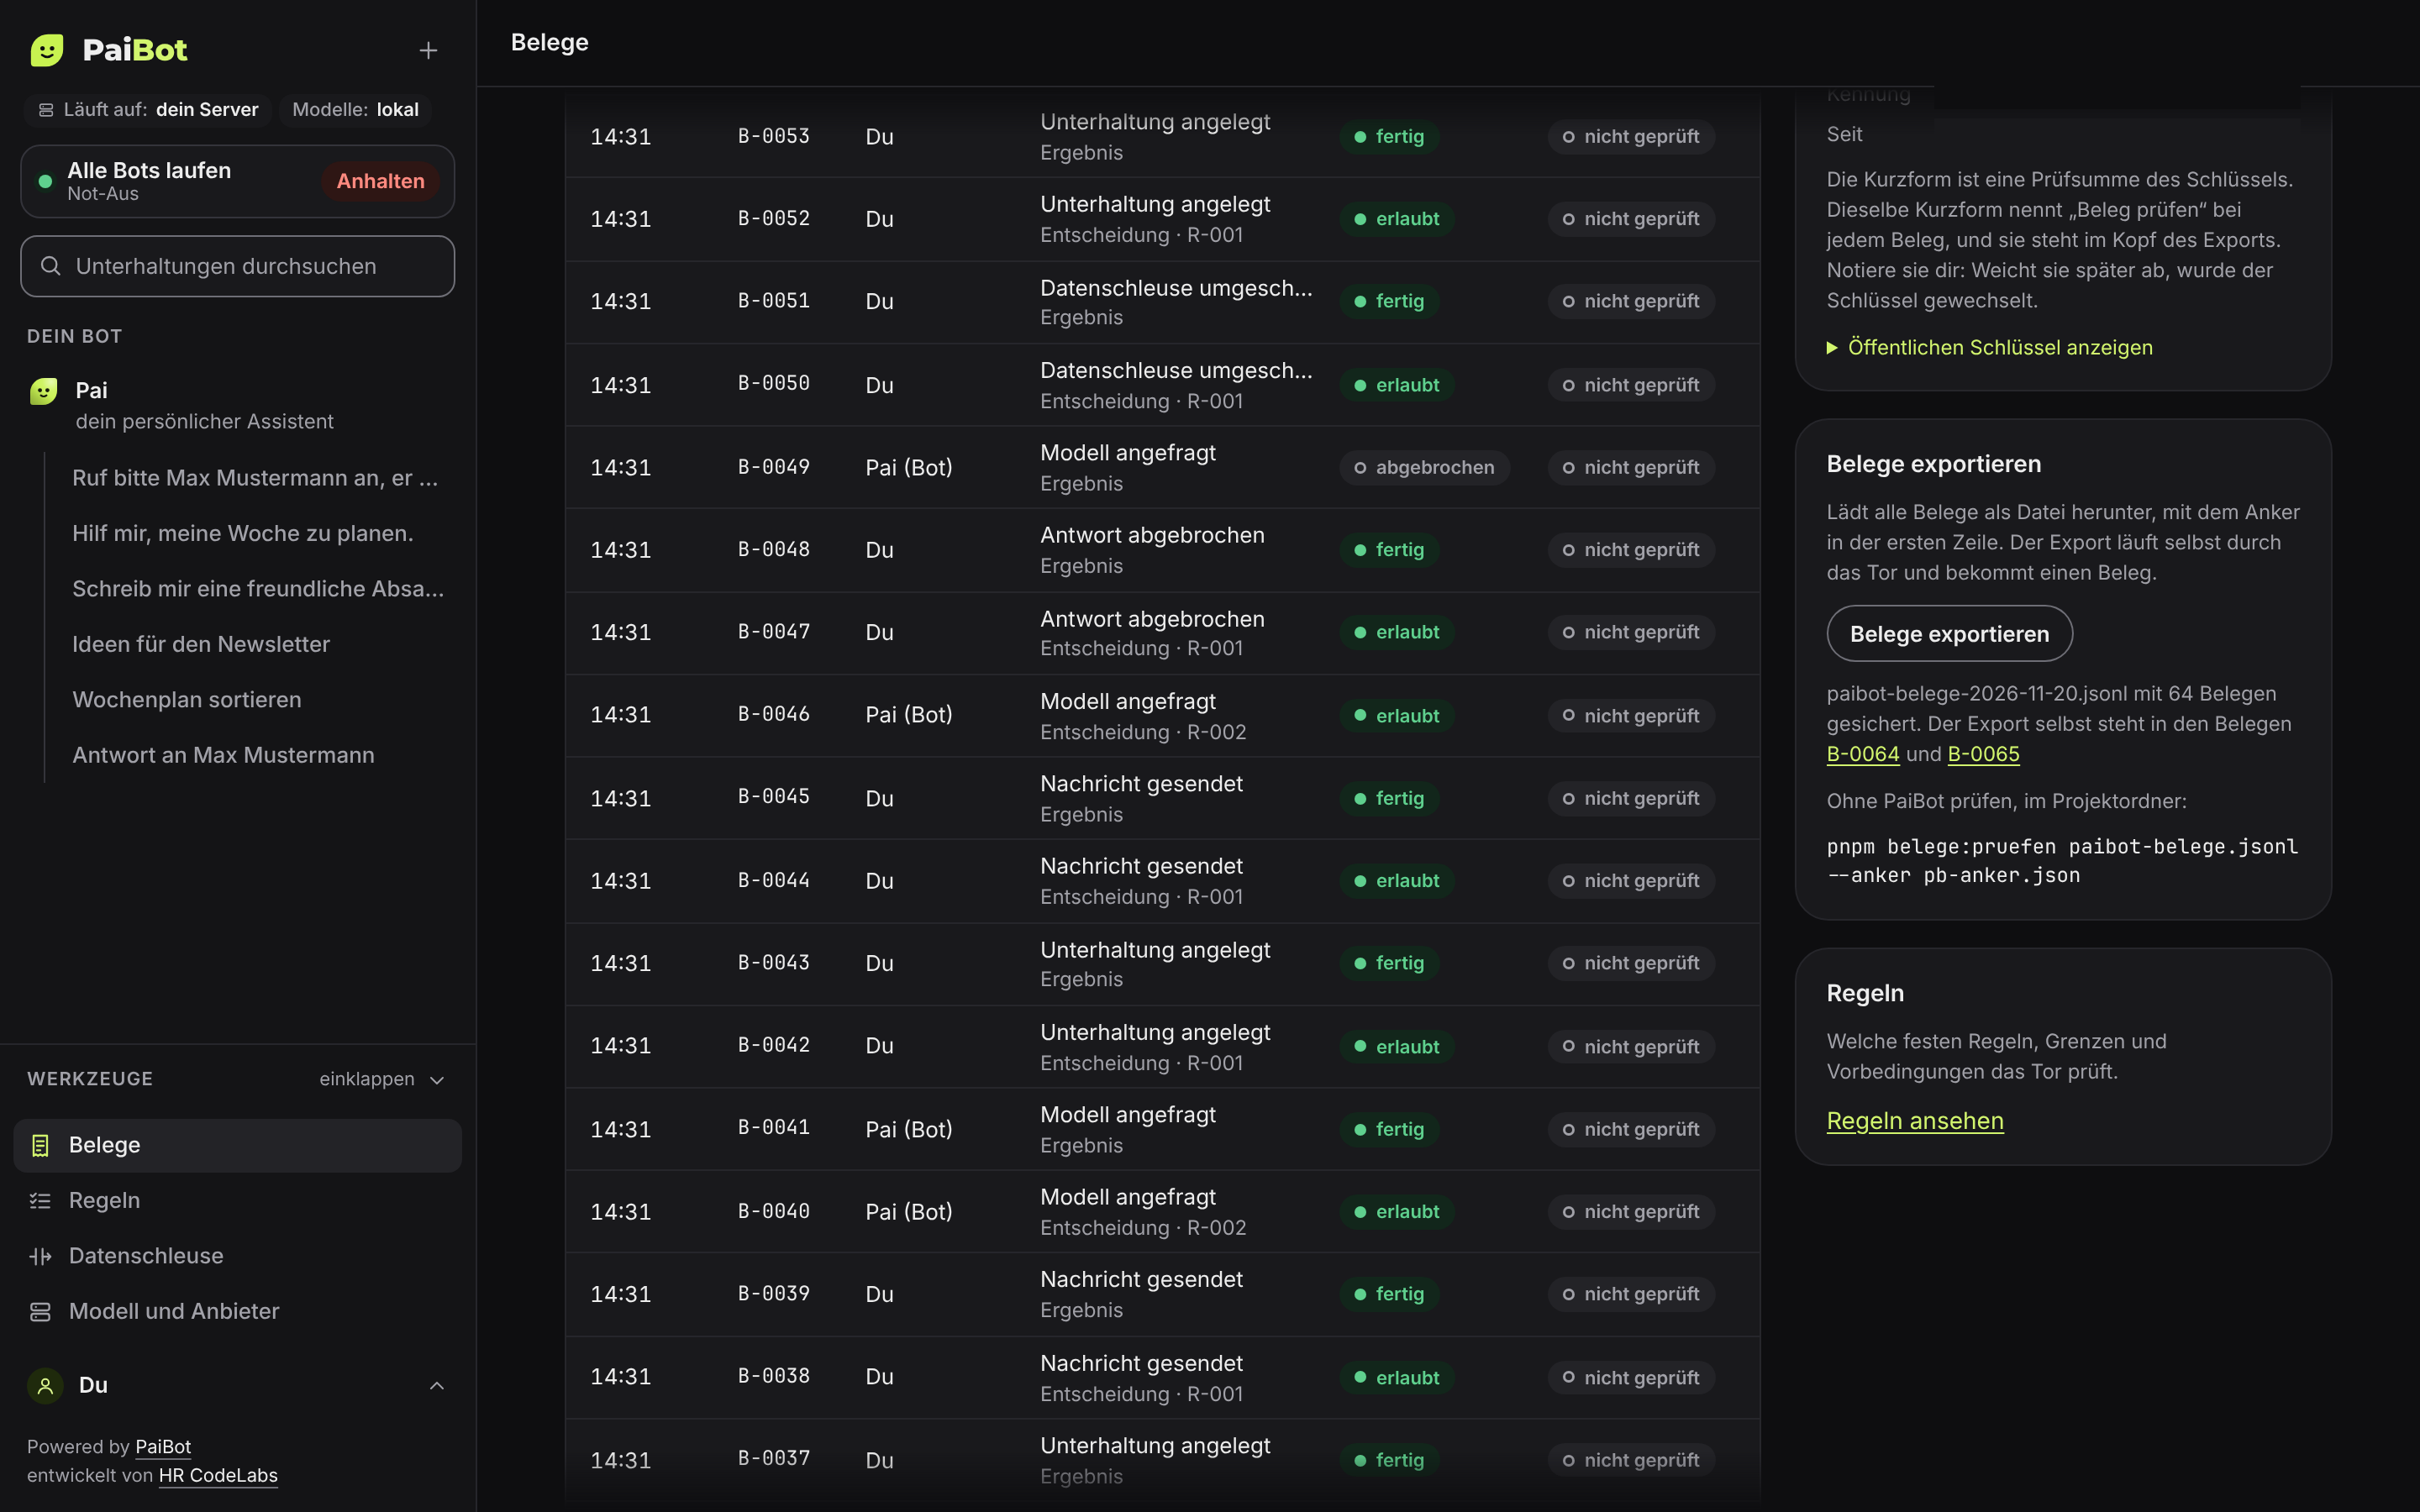 PaiBot
Läuft auf: dein Server
Modelle: lokal
Alle Bots laufen
Not-Aus
Anhalten
Unterhaltungen durchsuchen
DEIN BOT
Pai
dein persönlicher Assistent
Ruf bitte Max Mustermann an, er ...
Hilf mir, meine Woche zu planen.
Schreib mir eine freundliche Absa...
Ideen für den Newsletter
Wochenplan sortieren
Antwort an Max Mustermann
WERKZEUGE einklappen
Belege
Regeln
Datenschleuse
Modell und Anbieter
Du
Powered by PaiBot
entwickelt von HR CodeLabs
Belege
14:31 B-0053 Du Unterhaltung angelegt fertig nicht geprüft
Ergebnis
14:31 B-0052 Du Unterhaltung angelegt erlaubt nicht geprüft
Entscheidung · R-001
14:31 B-0051 Du Datenschleuse umgesch... fertig nicht geprüft
Ergebnis
14:31 B-0050 Du Datenschleuse umgesch... erlaubt nicht geprüft
Entscheidung · R-001
14:31 B-0049 Pai (Bot) Modell angefragt abgebrochen nicht geprüft
Ergebnis
14:31 B-0048 Du Antwort abgebrochen fertig nicht geprüft
Ergebnis
14:31 B-0047 Du Antwort abgebrochen erlaubt nicht geprüft
Entscheidung · R-001
14:31 B-0046 Pai (Bot) Modell angefragt erlaubt nicht geprüft
Entscheidung · R-002
14:31 B-0045 Du Nachricht gesendet fertig nicht geprüft
Ergebnis
14:31 B-0044 Du Nachricht gesendet erlaubt nicht geprüft
Entscheidung · R-001
14:31 B-0043 Du Unterhaltung angelegt fertig nicht geprüft
Ergebnis
14:31 B-0042 Du Unterhaltung angelegt erlaubt nicht geprüft
Entscheidung · R-001
14:31 B-0041 Pai (Bot) Modell angefragt fertig nicht geprüft
Ergebnis
14:31 B-0040 Pai (Bot) Modell angefragt erlaubt nicht geprüft
Entscheidung · R-002
14:31 B-0039 Du Nachricht gesendet fertig nicht geprüft
Ergebnis
14:31 B-0038 Du Nachricht gesendet erlaubt nicht geprüft
Entscheidung · R-001
14:31 B-0037 Du Unterhaltung angelegt fertig nicht geprüft
Ergebnis
Kennung
Seit
Die Kurzform ist eine Prüfsumme des Schlüssels.
Dieselbe Kurzform nennt „Beleg prüfen“ bei
jedem Beleg, und sie steht im Kopf des Exports.
Notiere sie dir: Weicht sie später ab, wurde der
Schlüssel gewechselt.
Öffentlichen Schlüssel anzeigen
Belege exportieren
Lädt alle Belege als Datei herunter, mit dem Anker
in der ersten Zeile. Der Export läuft selbst durch
das Tor und bekommt einen Beleg.
Belege exportieren
paibot-belege-2026-11-20.jsonl mit 64 Belegen
gesichert. Der Export selbst steht in den Belegen
B-0064 und B-0065
Ohne PaiBot prüfen, im Projektordner:
pnpm belege:pruefen paibot-belege.jsonl
--anker pb-anker.json
Regeln
Welche festen Regeln, Grenzen und
Vorbedingungen das Tor prüft.
Regeln ansehen